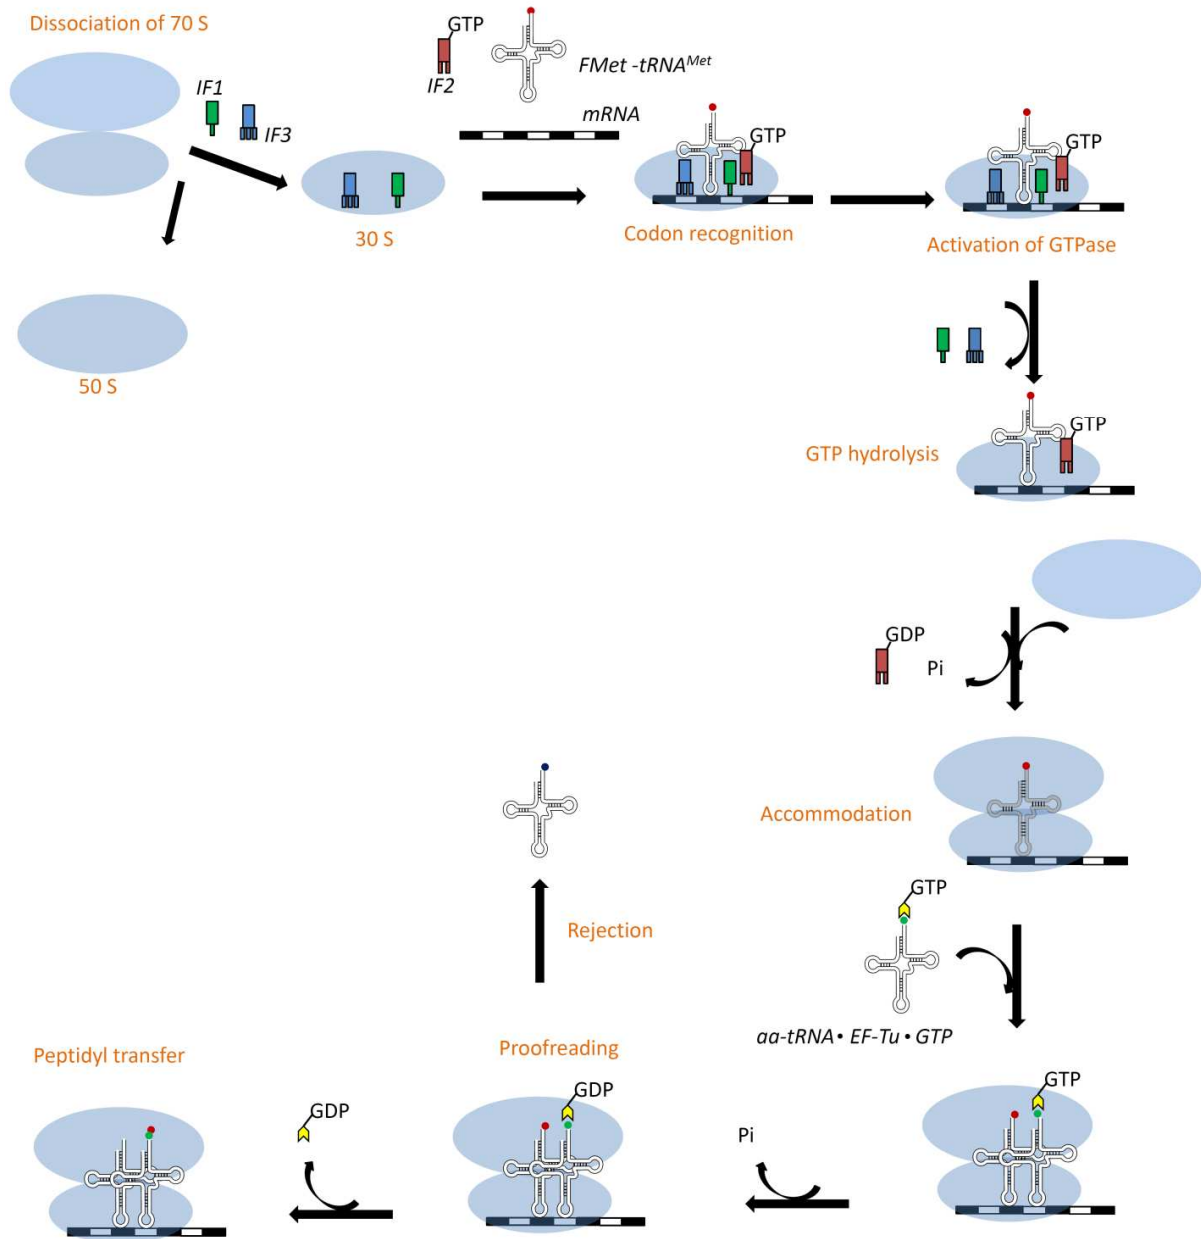 Dissociation of 70 S
GTP
IF2
FMet -tRNA^Met
IF1
IF3
mRNA
30 S
50 S
GTP
Codon recognition
GTP
Activation of GTPase
GTP
GTP hydrolysis
GDP
Pi
Accommodation
GTP
aa-tRNA • EF-Tu • GTP
GTP
Pi
Rejection
Proofreading
GDP
GDP
Peptidyl transfer